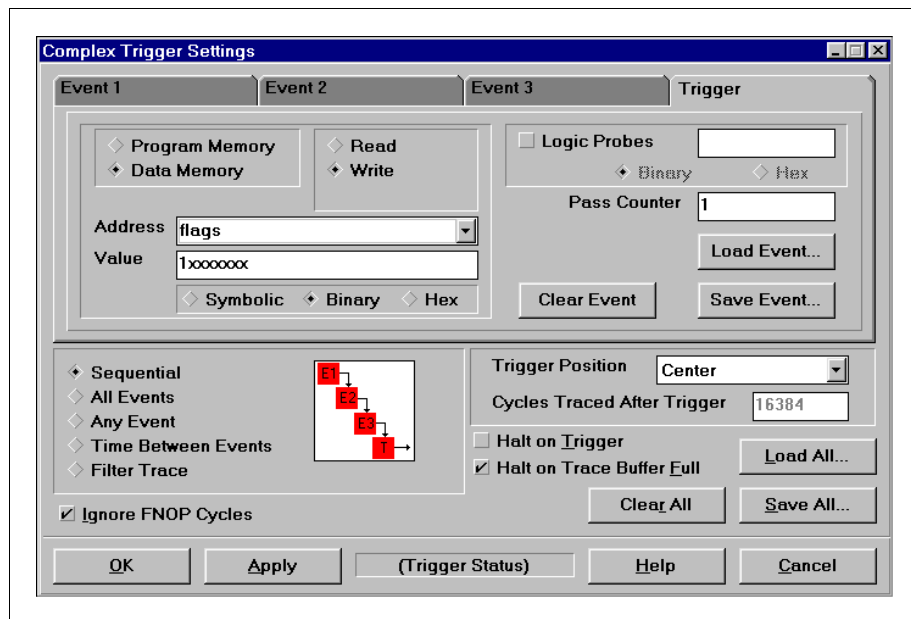 Complex Trigger Settings
Event 1 Event 2 Event 3 Trigger
Program Memory
Data Memory
Read
Write
Logic Probes
Binary Hex
Pass Counter 1
Address flags
Value 1xxxxxxx
Symbolic Binary Hex
Load Event...
Clear Event Save Event...
Sequential
All Events
Any Event
Time Between Events
Filter Trace
E1
E2
E3
T
Trigger Position Center
Cycles Traced After Trigger 16384
Halt on Trigger
Halt on Trace Buffer Full
Load All...
Ignore FNOP Cycles
Clear All Save All...
OK Apply (Trigger Status) Help Cancel